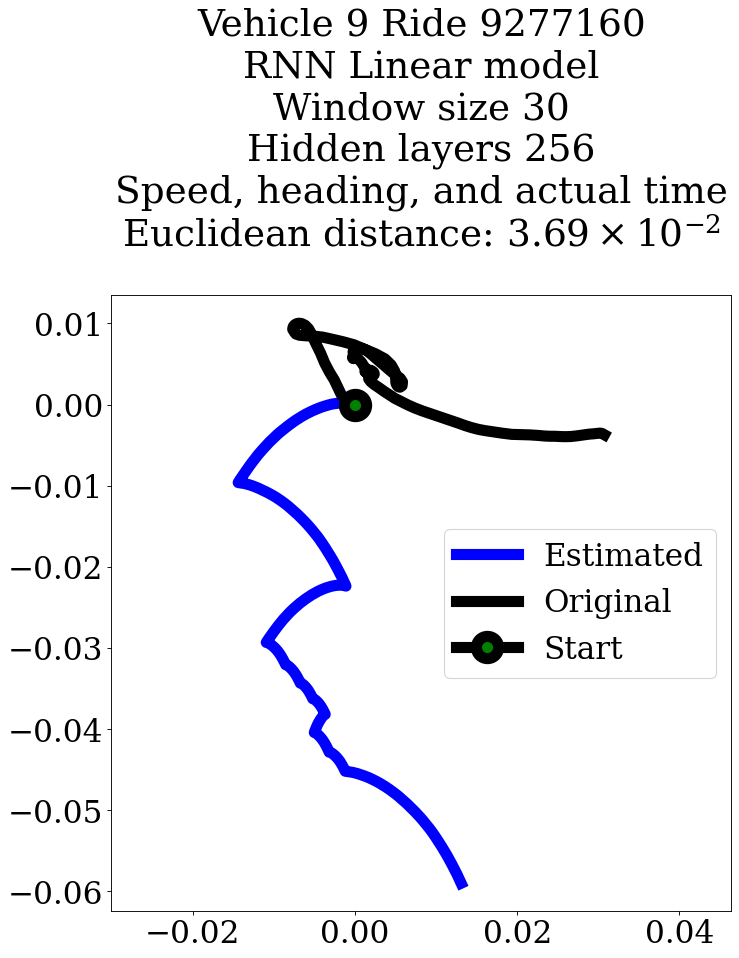 Vehicle 9 Ride 9277160
RNN Linear model
Window size 30
Hidden layers 256
Speed, heading, and actual time
Euclidean distance: 3.69 × 10⁻²
0.01
0.00
−0.01
−0.02
−0.03
−0.04
−0.05
−0.06
Estimated
Original
Start
−0.02 0.00 0.02 0.04